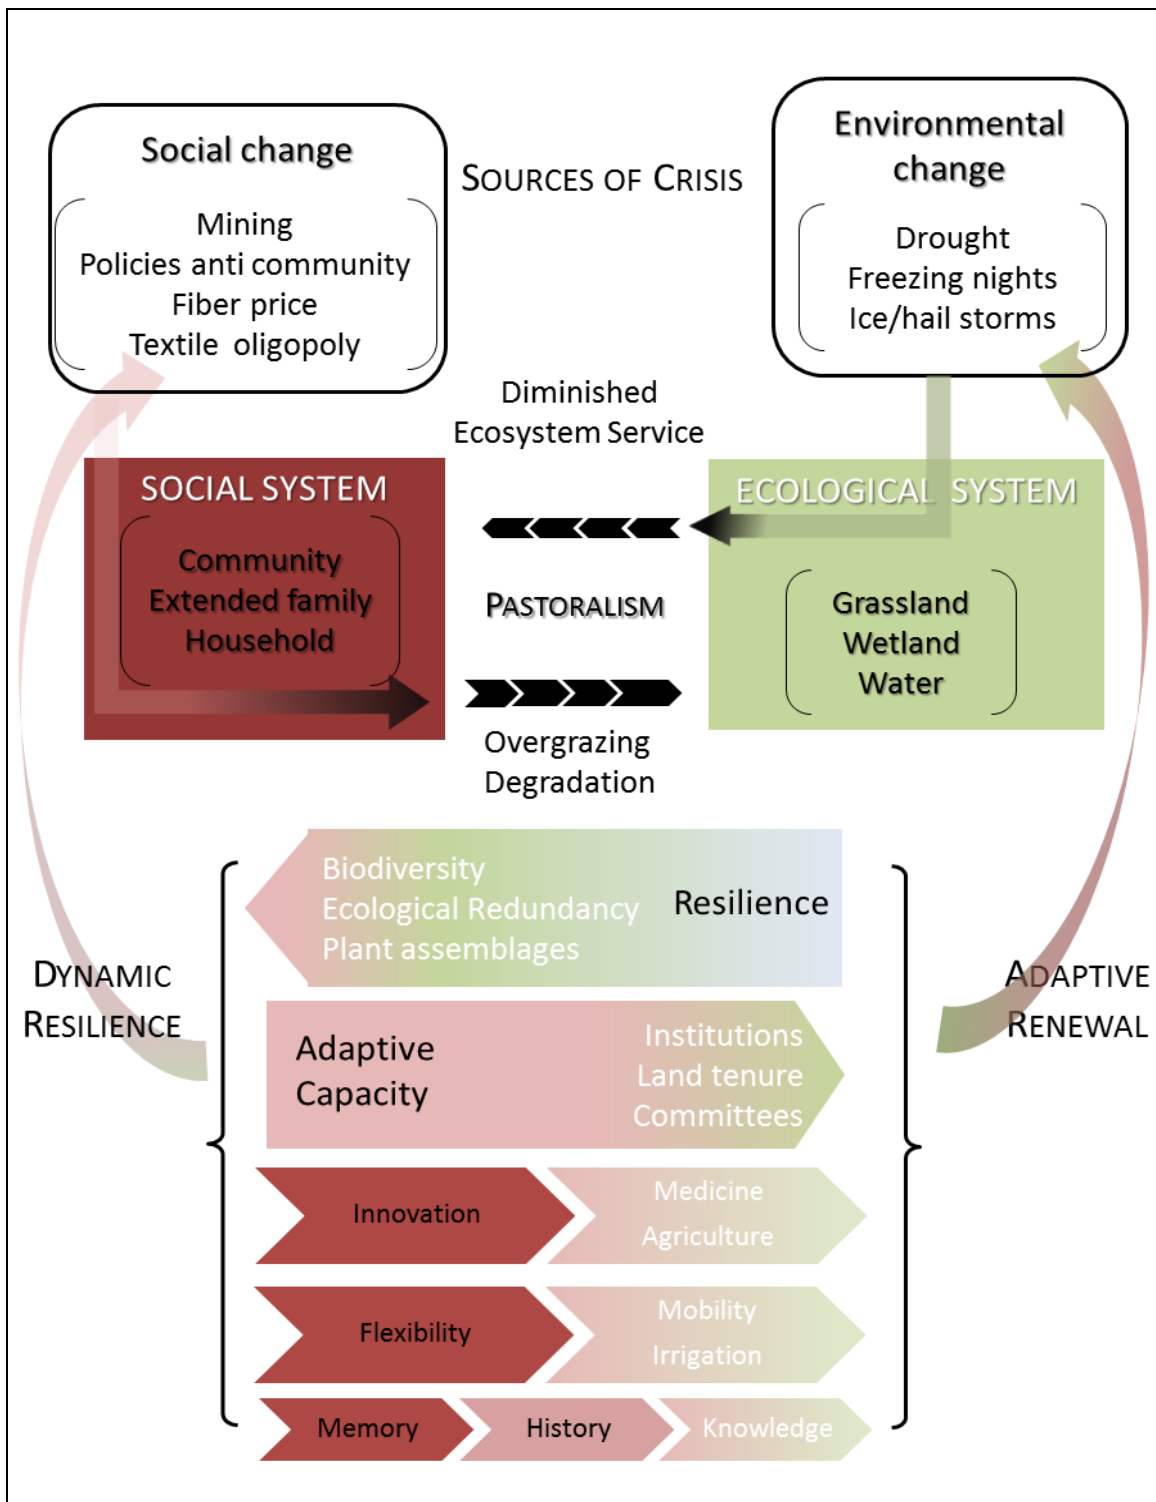 Social change
Mining
Policies anti community
Fiber price
Textile oligopoly
SOURCES OF CRISIS
Environmental
change
Drought
Freezing nights
Ice/hail storms
Diminished
Ecosystem Service
SOCIAL SYSTEM
Community
Extended family
Household
PASTORALISM
ECOLOGICAL SYSTEM
Grassland
Wetland
Water
Overgrazing
Degradation
Biodiversity
Ecological Redundancy
Plant assemblages
Resilience
DYNAMIC
RESILIENCE
ADAPTIVE
RENEWAL
Adaptive
Capacity
Institutions
Land tenure
Committees
Innovation
Medicine
Agriculture
Flexibility
Mobility
Irrigation
Memory
History
Knowledge